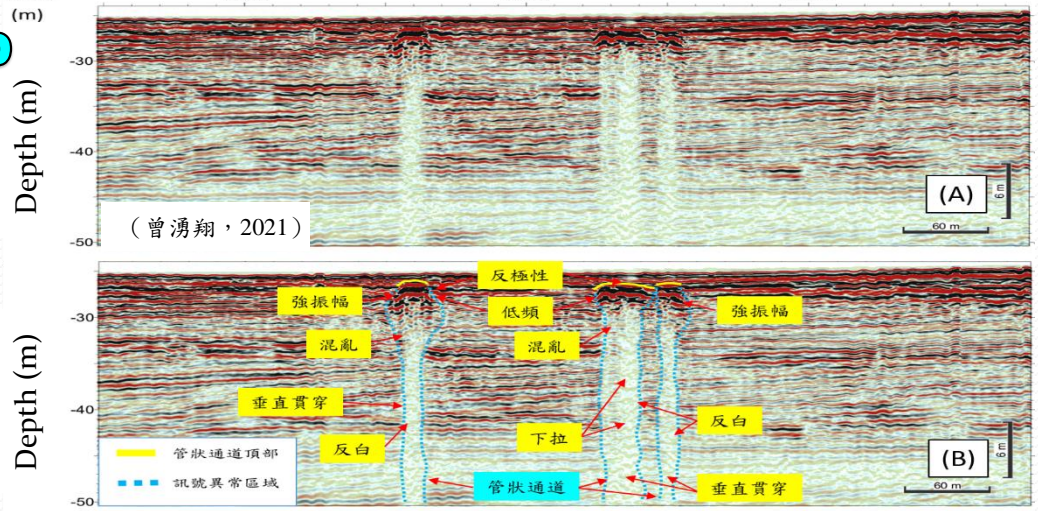 (m)
-30
-40
-50
Depth (m)
(A)
6 m
60 m
（曾湧翔，2021）
反極性
強振幅
低頻
強振幅
混亂
混亂
垂直貫穿
反白
下拉
反白
管狀通道頂部
訊號異常區域
管狀通道
垂直貫穿
-30
-40
-50
Depth (m)
(B)
6 m
60 m